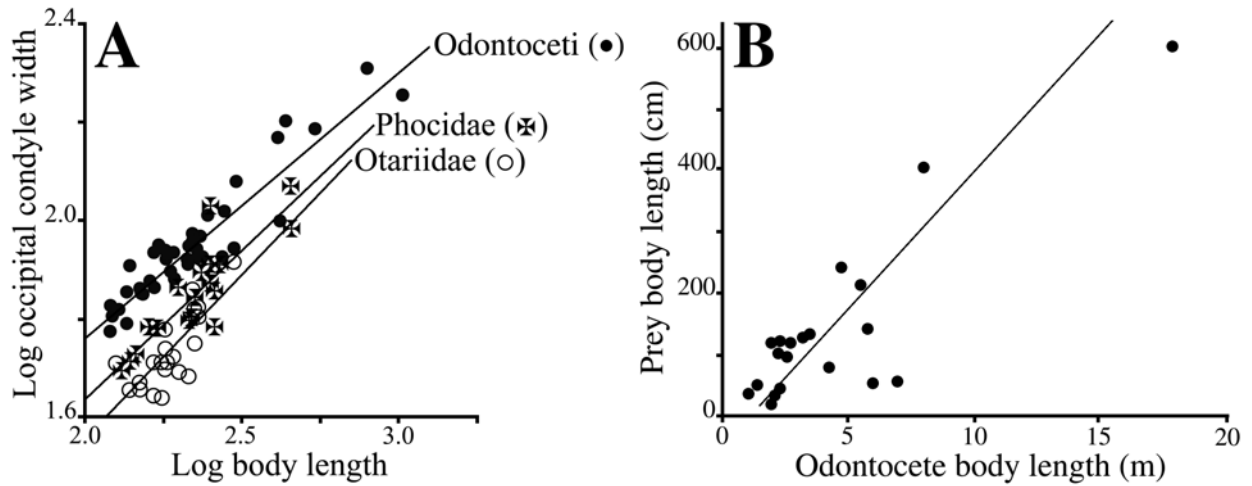 A
Log occipital condyle width
2.4
2.0
1.6
2.0
2.5
3.0
Log body length
Odontoceti (●)
Phocidae (✠)
Otariidae (○)
B
Prey body length (cm)
600
400
200
0
0
5
10
15
20
Odontocete body length (m)